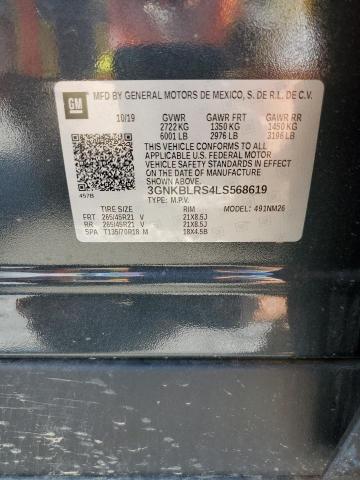 GM MFD BY GENERAL MOTORS DE MEXICO, S. DE R.L. DE C.V.
10/19 GVWR GAWR FRT GAWR RR
2722 KG 1350 KG 1450 KG
6001 LB 2976 LB 3196 LB
THIS VEHICLE CONFORMS TO ALL
APPLICABLE U.S. FEDERAL MOTOR
VEHICLE SAFETY STANDARDS IN EFFECT
ON THE DATE OF MANUFACTURE
SHOWN ABOVE.
3GNKBLRS4LS568619
457B TYPE: M.P.V. MODEL: 491NM26
TIRE SIZE RIM
FRT 265/45R21 V 21X8.5J
RR 265/45R21 V 21X8.5J
SPA T135/70R18 M 18X4.5B